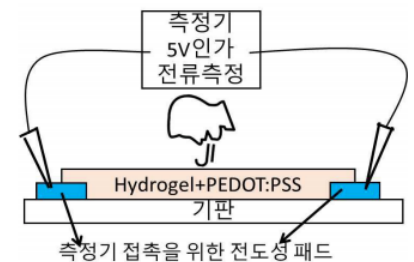 측정기
5V인가
전류측정
Hydrogel+PEDOT:PSS
기판
측정기 접촉을 위한 전도성 패드